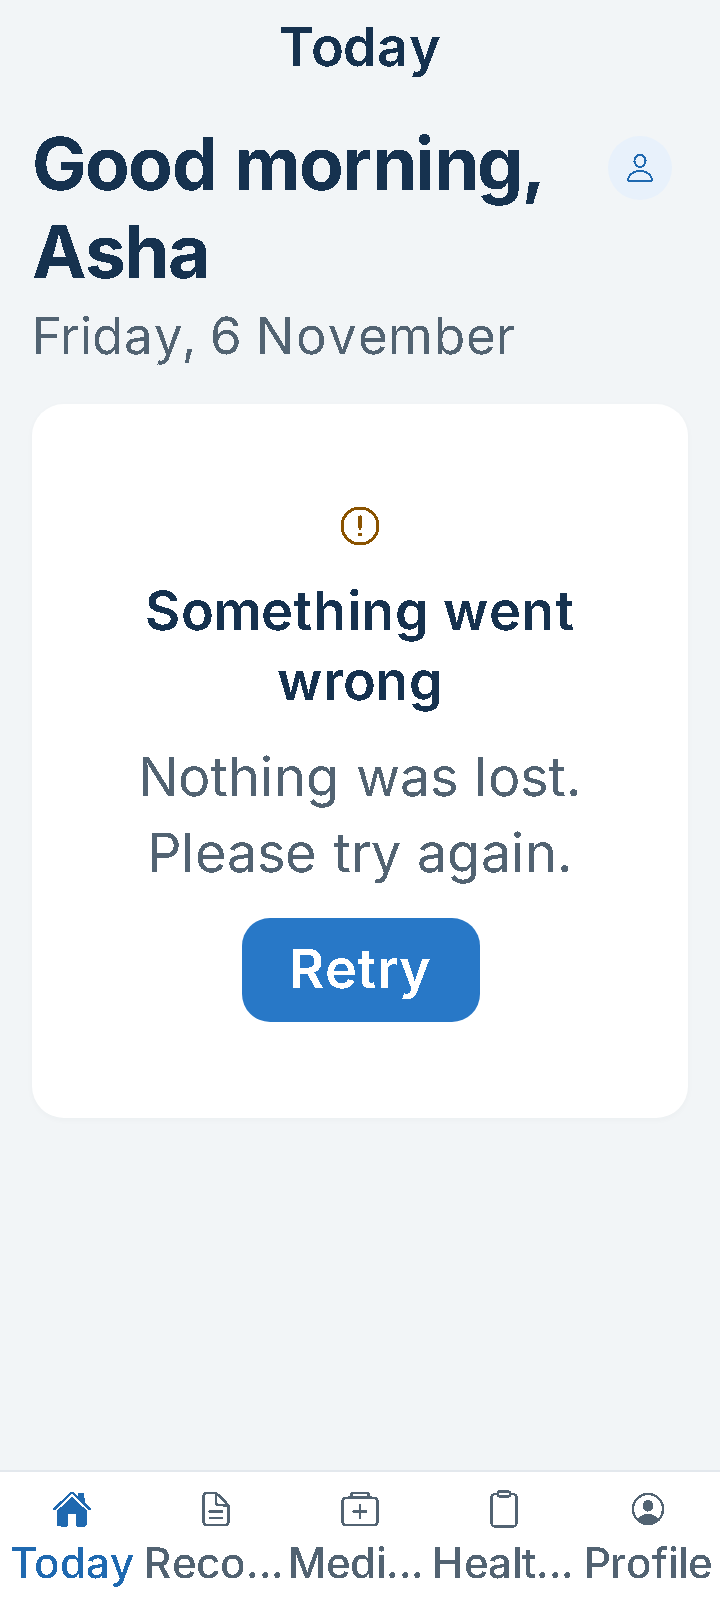 Today
Good morning,
Asha
Friday, 6 November
Something went
wrong
Nothing was lost.
Please try again.
Retry
Today
Reco...
Medi...
Healt...
Profile